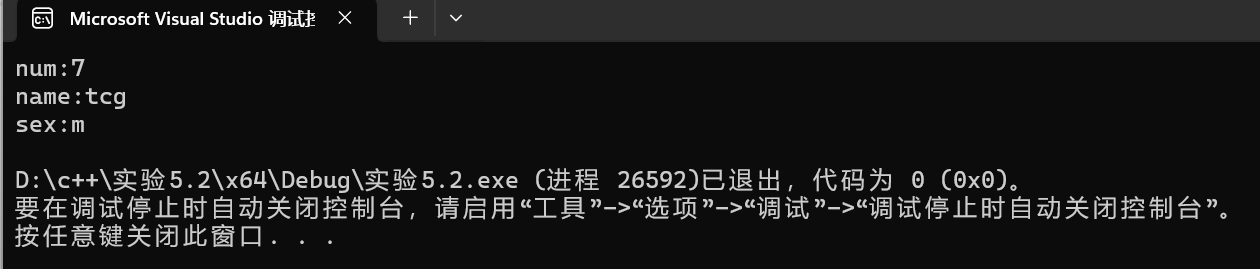 Microsoft Visual Studio 调试
num:7
name:tcg
sex:m
D:\c++\实验5.2\x64\Debug\实验5.2.exe (进程 26592)已退出，代码为 0 (0x0)。
要在调试停止时自动关闭控制台，请启用“工具”->“选项”->“调试”->“调试停止时自动关闭控制台”。
按任意键关闭此窗口. . .